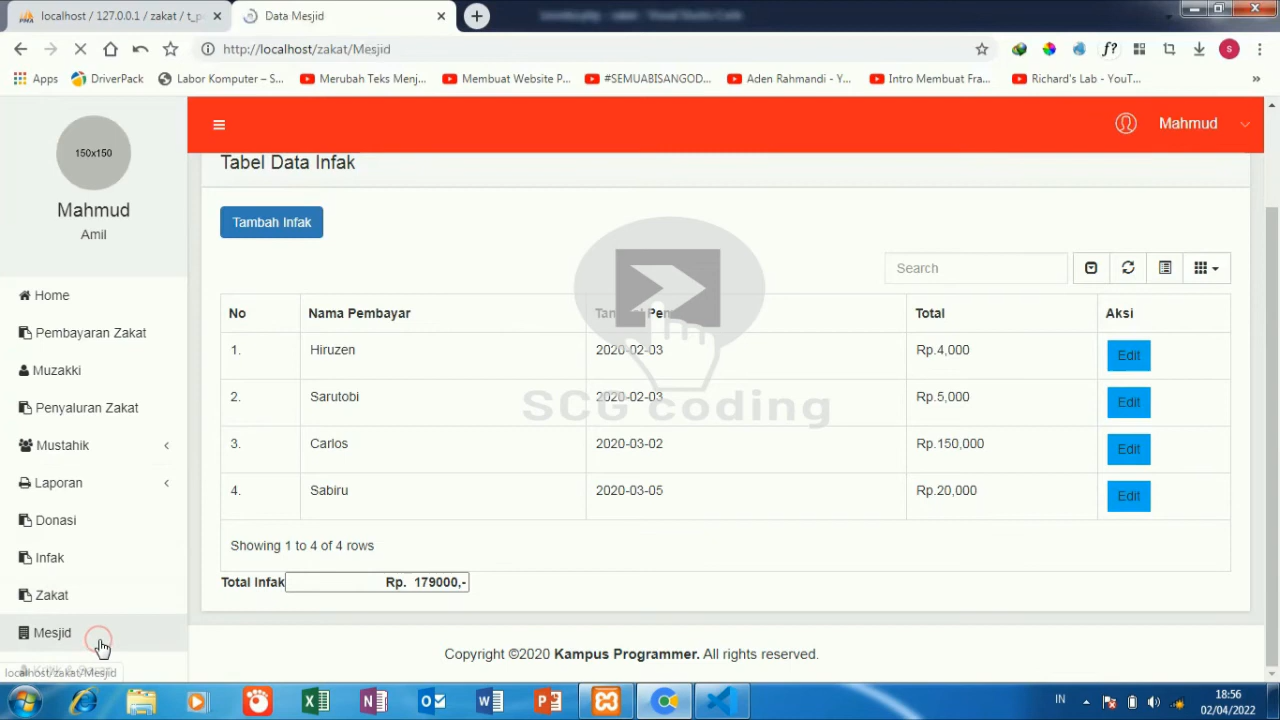 localhost / 127.0.0.1 / zakat / t_p
Data Mesjid
http://localhost/zakat/Mesjid
Apps
DriverPack
Labor Komputer – S...
Merubah Teks Menj...
Membuat Website P...
#SEMUABISANGOD...
Aden Rahmandi - Y...
Intro Membuat Fra...
Richard's Lab - YouT...
»
150x150
Mahmud
Amil
Home
Pembayaran Zakat
Muzakki
Penyaluran Zakat
Mustahik
Laporan
Donasi
Infak
Zakat
Mesjid
localhost/zakat/Mesjid
Mahmud
Tabel Data Infak
Tambah Infak
Search
No Nama Pembayar Total Aksi
1. Hiruzen 2020-02-03 Rp.4,000 Edit
2. Sarutobi 2020-02-03 Rp.5,000 Edit
3. Carlos 2020-03-02 Rp.150,000 Edit
4. Sabiru 2020-03-05 Rp.20,000 Edit
Showing 1 to 4 of 4 rows
Total Infak Rp. 179000,-
SCG coding
Copyright ©2020 Kampus Programmer. All rights reserved.
IN
18:56
02/04/2022